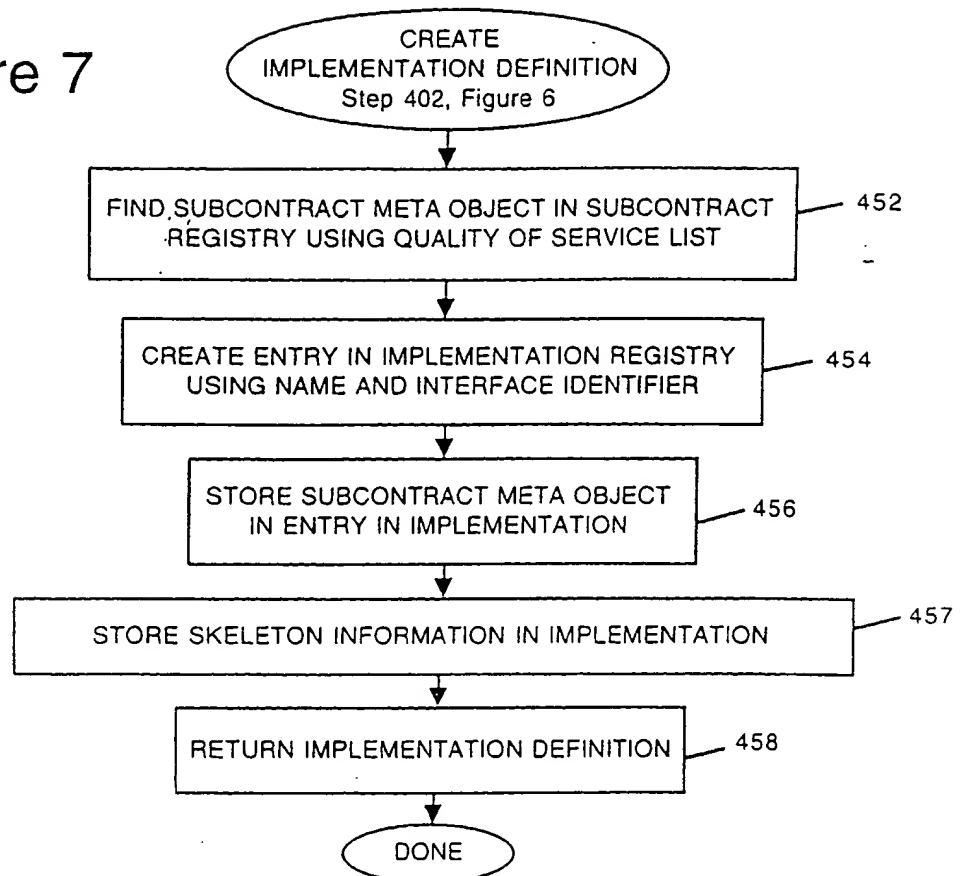 re 7
CREATE
IMPLEMENTATION DEFINITION
Step 402, Figure 6
FIND SUBCONTRACT META OBJECT IN SUBCONTRACT
REGISTRY USING QUALITY OF SERVICE LIST
452
CREATE ENTRY IN IMPLEMENTATION REGISTRY
USING NAME AND INTERFACE IDENTIFIER
454
STORE SUBCONTRACT META OBJECT
IN ENTRY IN IMPLEMENTATION
456
STORE SKELETON INFORMATION IN IMPLEMENTATION
457
RETURN IMPLEMENTATION DEFINITION
458
DONE